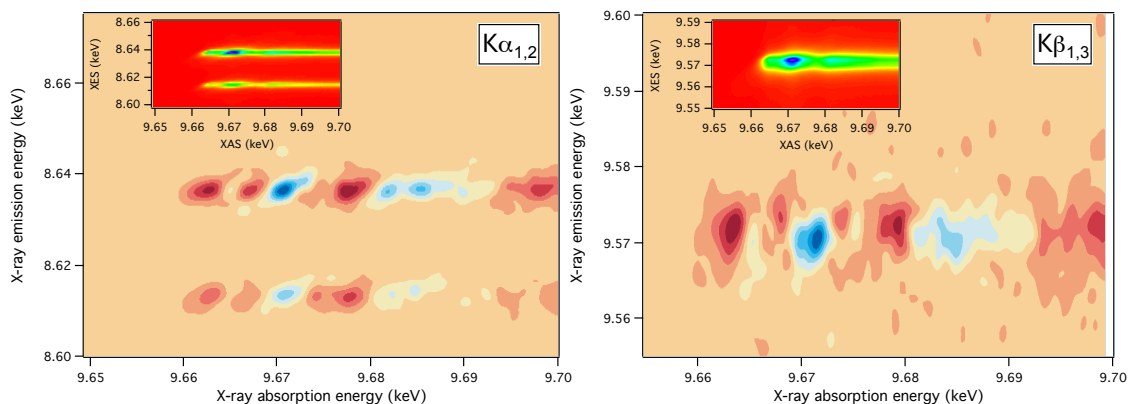 Kα1,2
8.66
8.64
8.62
8.60
XES (keV)
9.65 9.66 9.67 9.68 9.69 9.70
XAS (keV)
X-ray emission energy (keV)
8.66
8.64
8.62
8.60
9.65 9.66 9.67 9.68 9.69 9.70
X-ray absorption energy (keV)
Kβ1,3
9.59
9.58
9.57
9.56
9.55
XES (keV)
9.65 9.66 9.67 9.68 9.69 9.70
XAS (keV)
X-ray emission energy (keV)
9.60
9.59
9.58
9.57
9.56
9.66 9.67 9.68 9.69 9.70
X-ray absorption energy (keV)